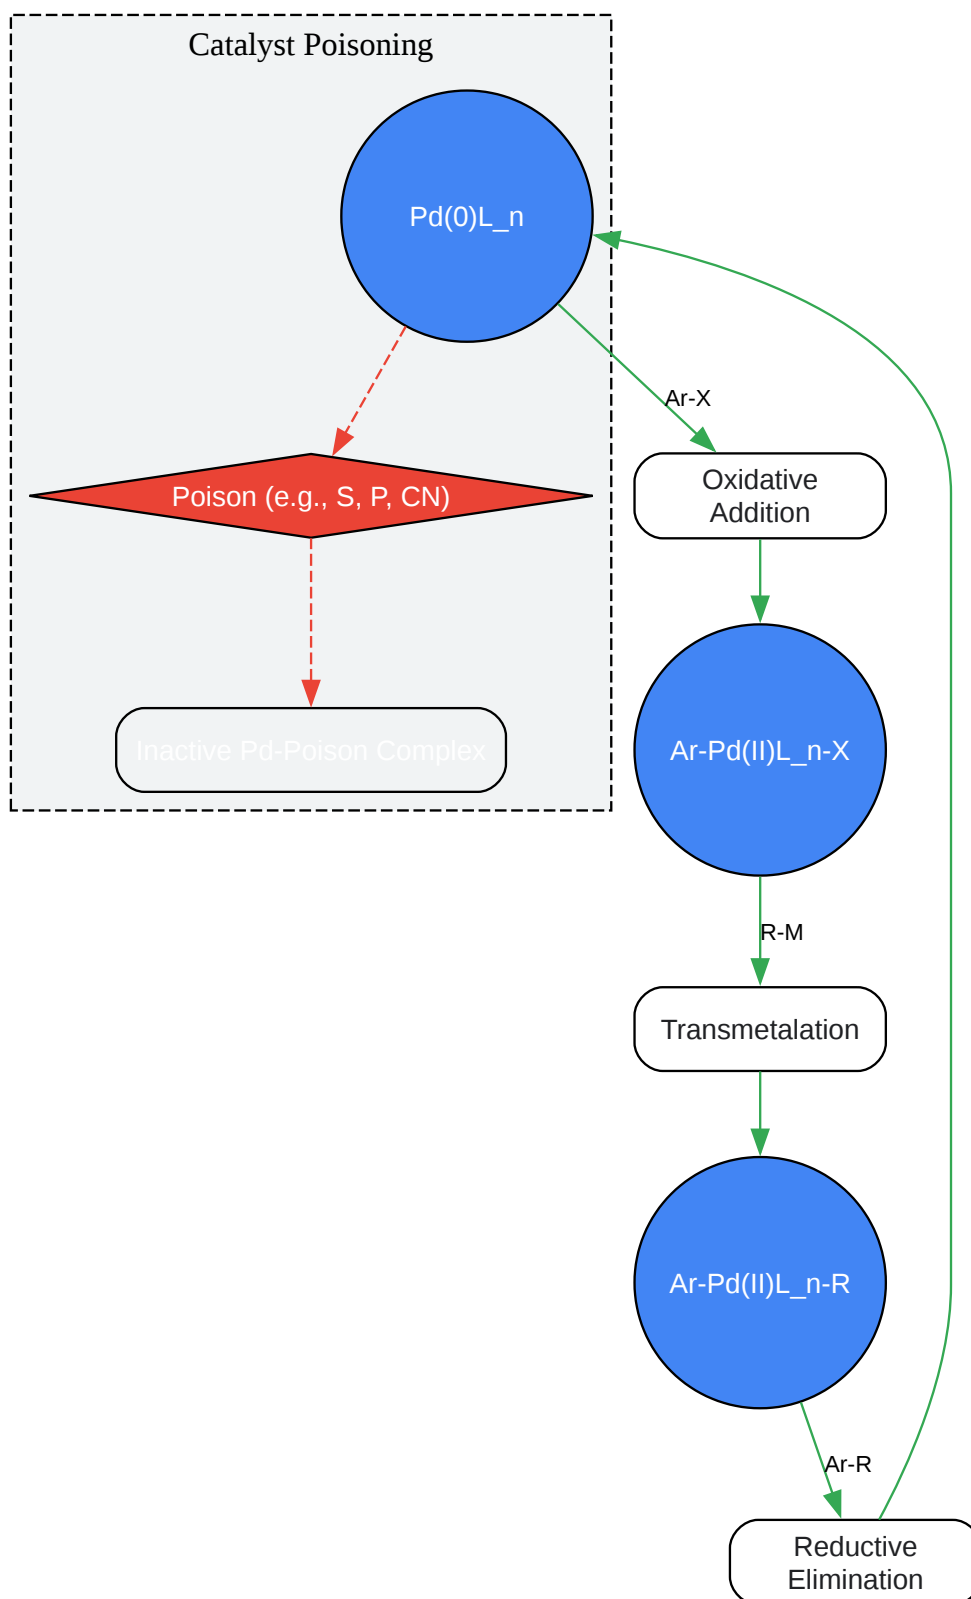 Catalyst Poisoning
Pd(0)L_n
Ar-X
Poison (e.g., S, P, CN)
Oxidative
Addition
Inactive Pd-Poison Complex
Ar-Pd(II)L_n-X
R-M
Transmetalation
Ar-Pd(II)L_n-R
Ar-R
Reductive
Elimination